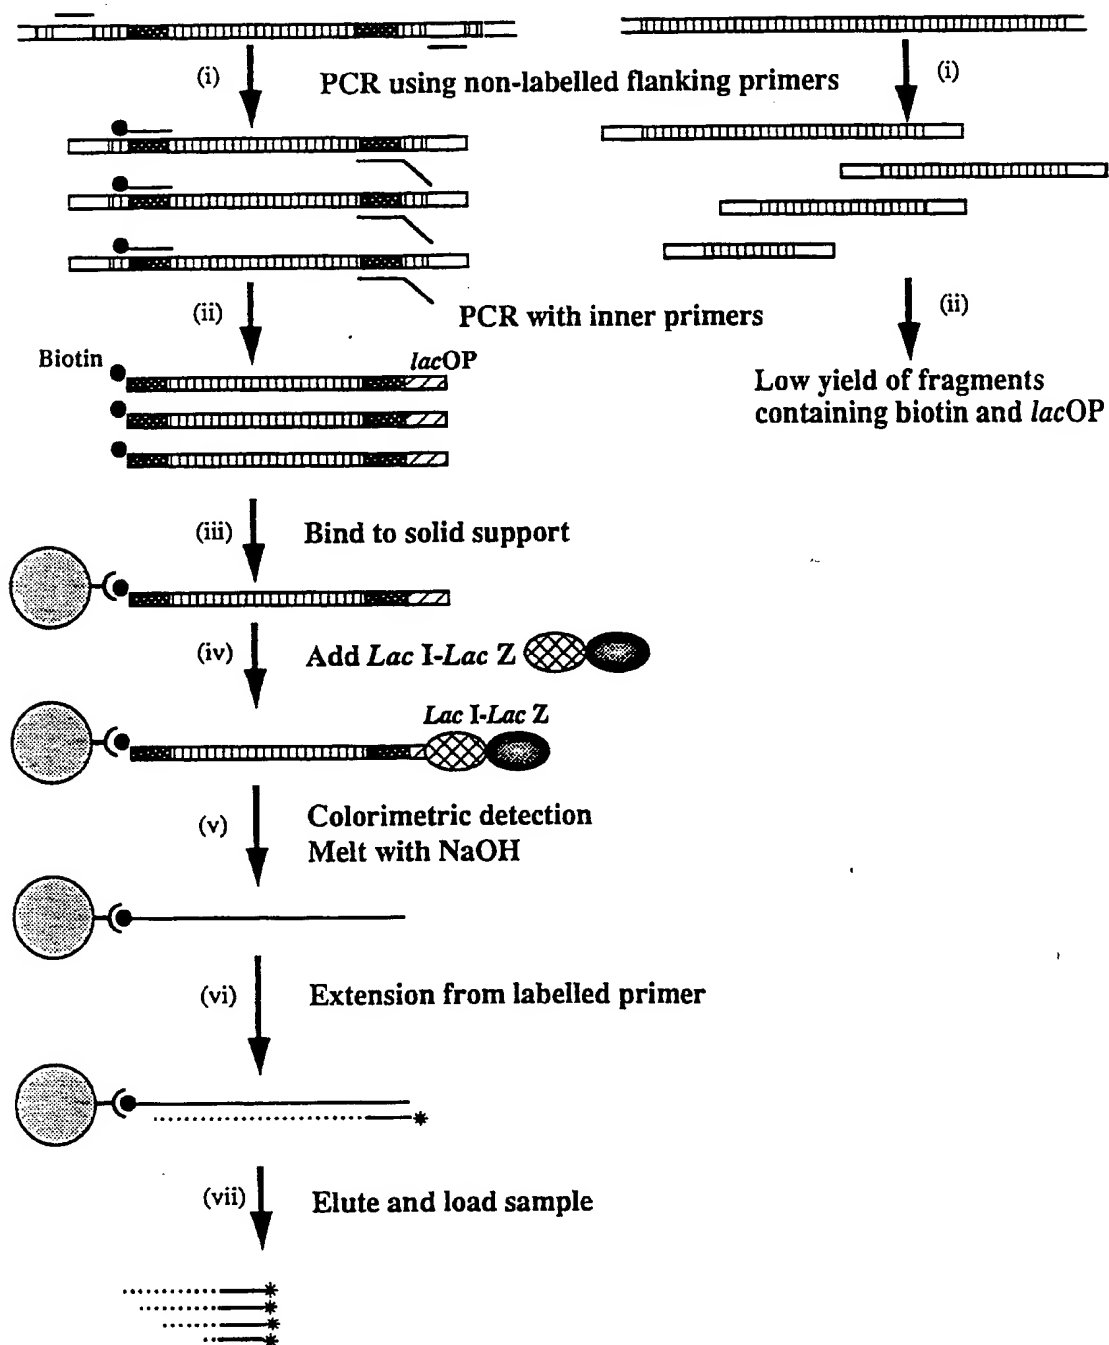 (i)
PCR using non-labelled flanking primers
(i)
(ii)
PCR with inner primers
(ii)
Biotin
lacOP
Low yield of fragments
containing biotin and lacOP
(iii)
Bind to solid support
(iv)
Add Lac I-Lac Z
Lac I-Lac Z
(v)
Colorimetric detection
Melt with NaOH
(vi)
Extension from labelled primer
(vii)
Elute and load sample